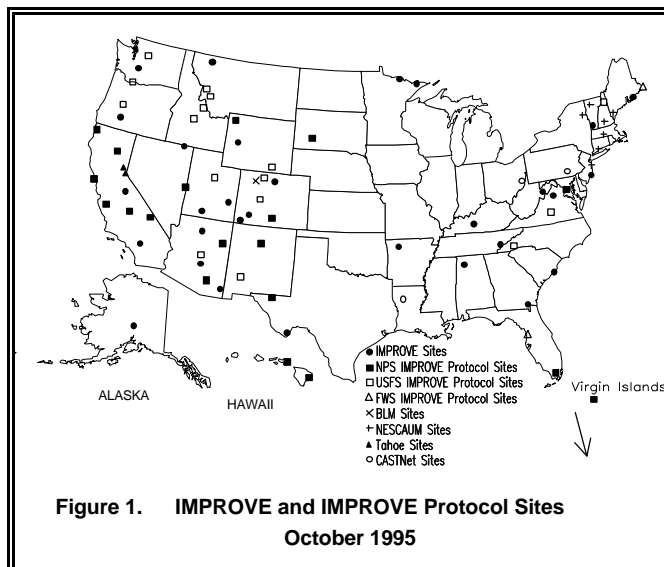 IMPROVE Sites
NPS IMPROVE Protocol Sites
USFS IMPROVE Protocol Sites
FWS IMPROVE Protocol Sites
BLM Sites
NESCAUM Sites
Tahoe Sites
CASTNet Sites
Virgin Islands
ALASKA
HAWAII
Figure 1. IMPROVE and IMPROVE Protocol Sites
October 1995